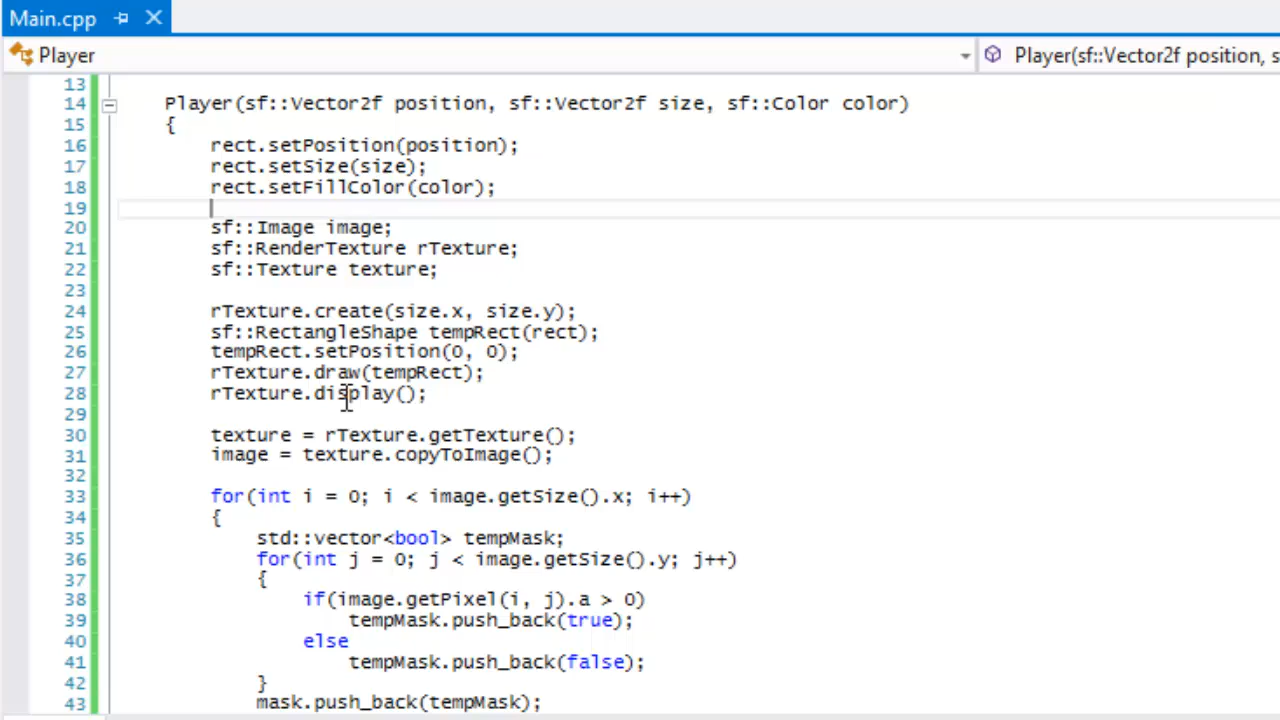 Main.cpp
Player
Player(sf::Vector2f position, s
13
14 Player(sf::Vector2f position, sf::Vector2f size, sf::Color color)
15 {
16 rect.setPosition(position);
17 rect.setSize(size);
18 rect.setFillColor(color);
19
20 sf::Image image;
21 sf::RenderTexture rTexture;
22 sf::Texture texture;
23
24 rTexture.create(size.x, size.y);
25 sf::RectangleShape tempRect(rect);
26 tempRect.setPosition(0, 0);
27 rTexture.draw(tempRect);
28 rTexture.display();
29
30 texture = rTexture.getTexture();
31 image = texture.copyToImage();
32
33 for(int i = 0; i < image.getSize().x; i++)
34 {
35 std::vector<bool> tempMask;
36 for(int j = 0; j < image.getSize().y; j++)
37 {
38 if(image.getPixel(i, j).a > 0)
39 tempMask.push_back(true);
40 else
41 tempMask.push_back(false);
42 }
43 mask.push_back(tempMask);